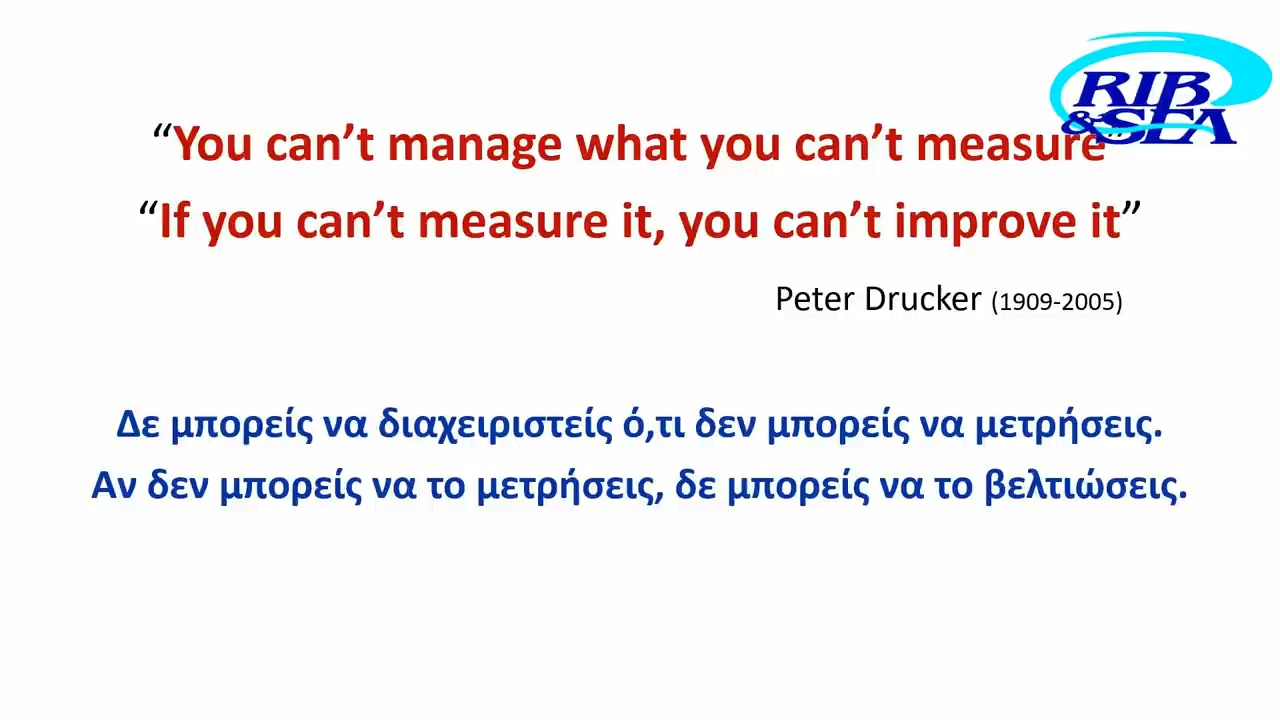 RIB
& SEA
“You can’t manage what you can’t measure”
“If you can’t measure it, you can’t improve it”
Peter Drucker (1909-2005)
Δε μπορείς να διαχειριστείς ό,τι δεν μπορείς να μετρήσεις.
Αν δεν μπορείς να το μετρήσεις, δε μπορείς να το βελτιώσεις.